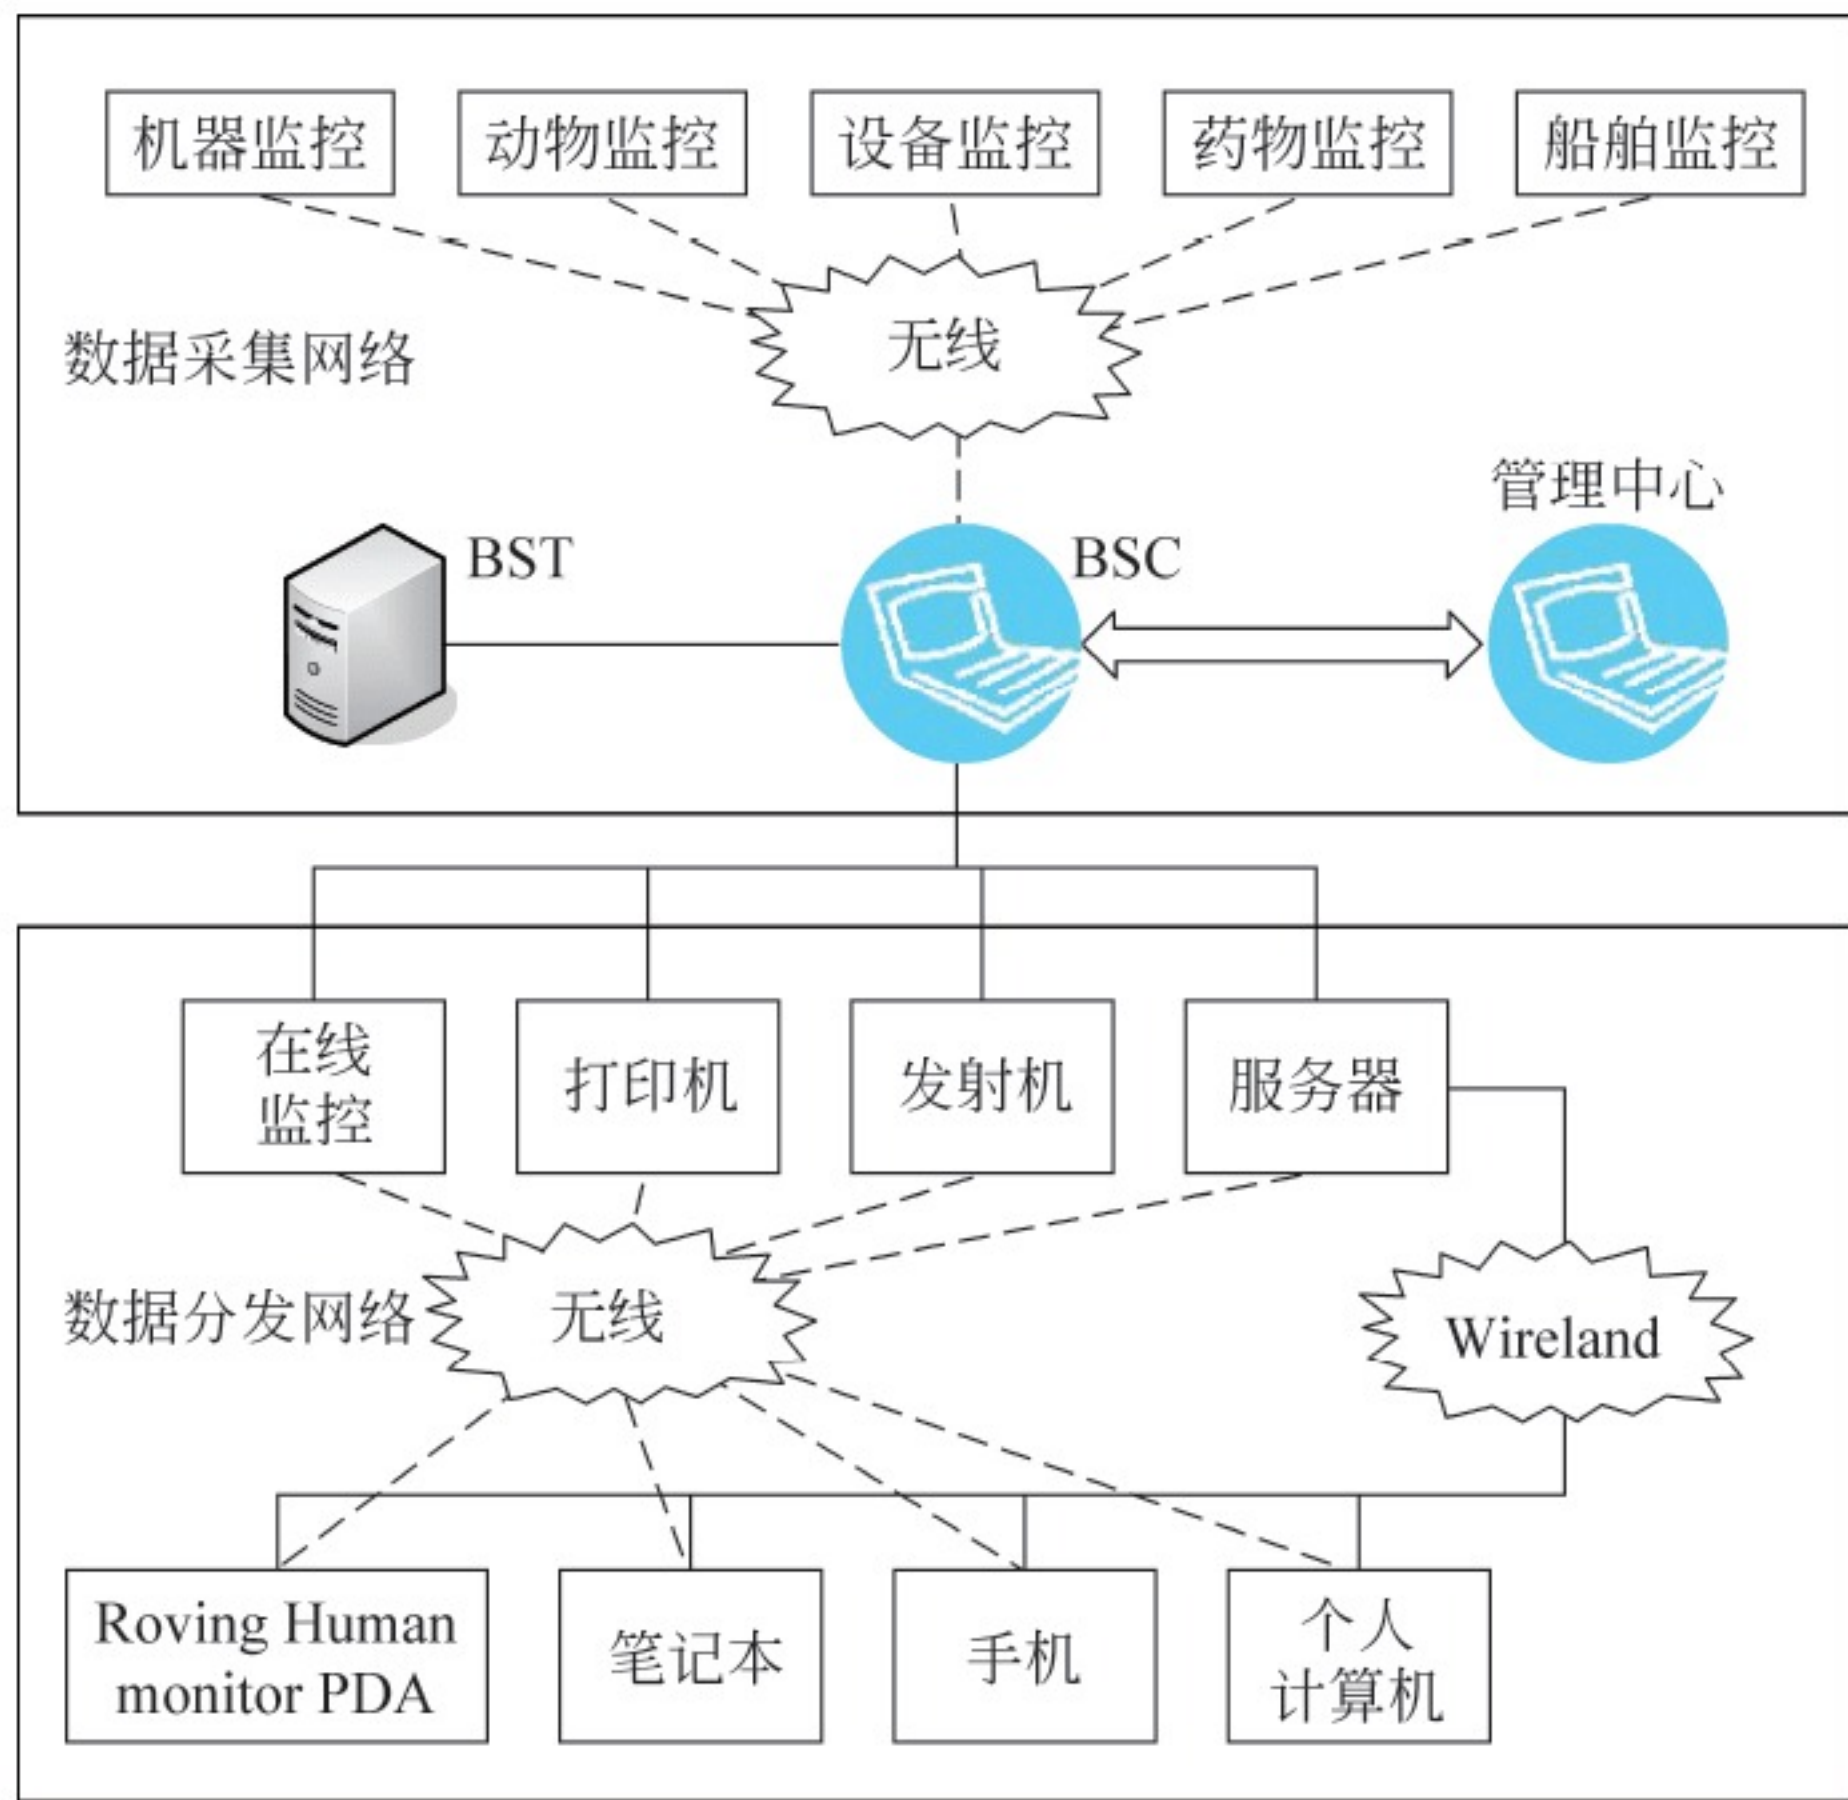 机器监控
动物监控
设备监控
药物监控
船舶监控
无线
数据采集网络
管理中心
BST
BSC
在线
监控
打印机
发射机
服务器
数据分发网络
无线
Wireland
Roving Human
monitor PDA
笔记本
手机
个人
计算机